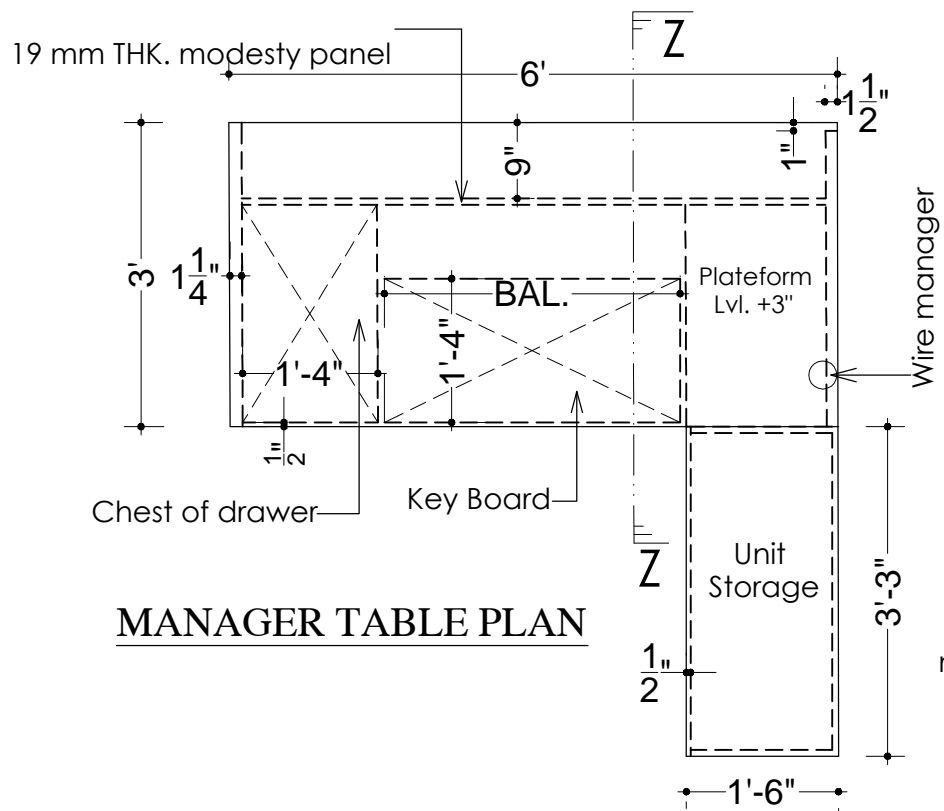 Z
19 mm THK. modesty panel
6'
1 1/2"
1"
9"
3'
1 1/4"
Plateform
Lvl. +3"
Wire manager
BAL.
1'-4"
1'-4"
1/2"
Chest of drawer
Key Board
Z
Unit
Storage
3'-3"
MANAGER TABLE PLAN
1/2"
1'-6"